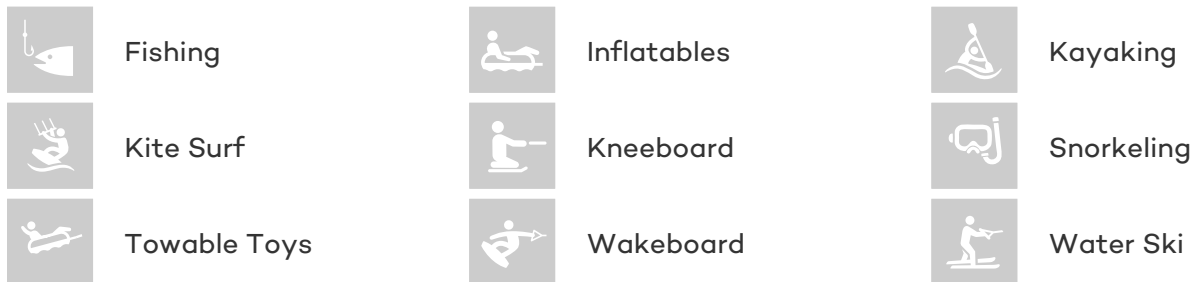 Fishing
Inflatables
Kayaking
Kite Surf
Kneeboard
Snorkeling
Towable Toys
Wakeboard
Water Ski